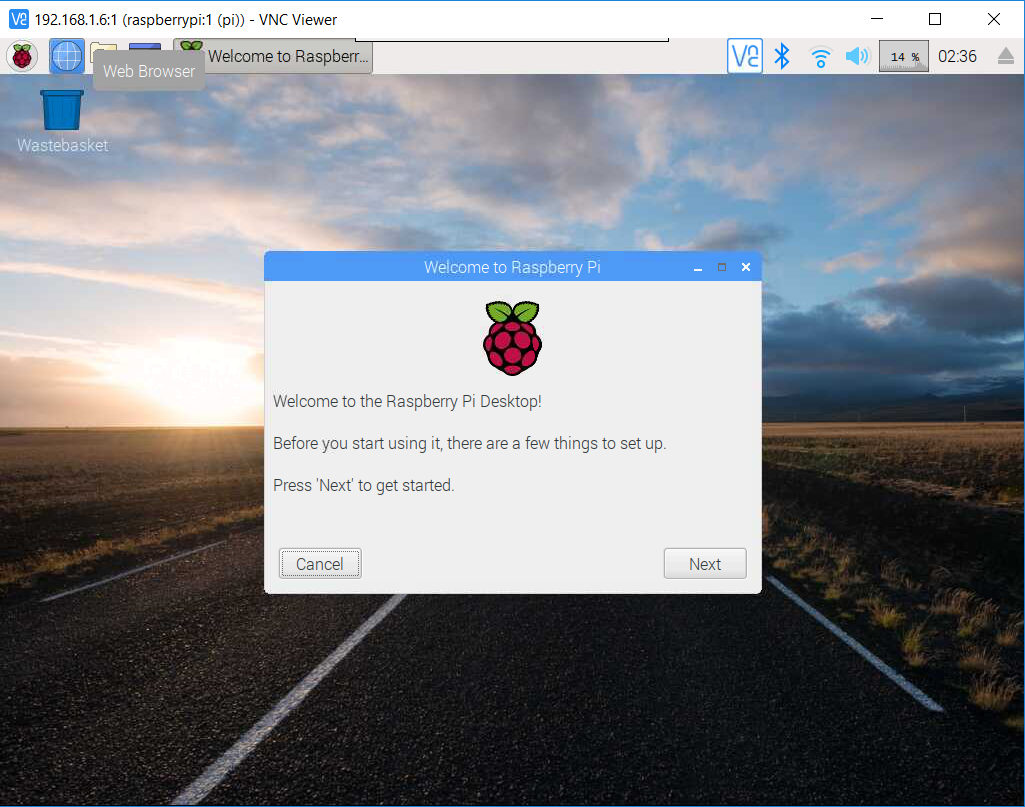 192.168.1.6:1 (raspberrypi:1 (pi)) - VNC Viewer
Welcome to Raspberr...
14 %
02:36
Web Browser
Wastebasket
Welcome to Raspberry Pi
Welcome to the Raspberry Pi Desktop!
Before you start using it, there are a few things to set up.
Press 'Next' to get started.
Cancel
Next